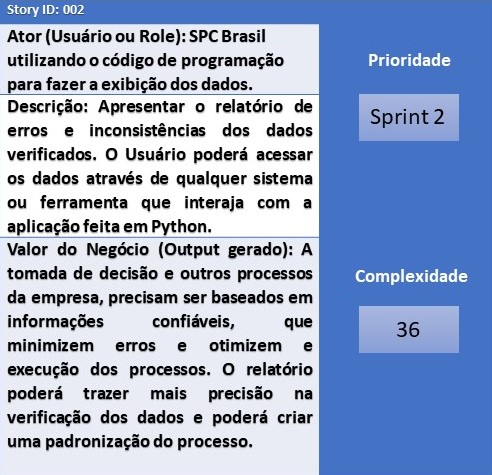 Story ID: 002
Ator (Usuário ou Role): SPC Brasil
utilizando o código de programação
para fazer a exibição dos dados.
Descrição: Apresentar o relatório de
erros e inconsistências dos dados
verificados. O Usuário poderá acessar
os dados através de qualquer sistema
ou ferramenta que interaja com a
aplicação feita em Python.
Valor do Negócio (Output gerado): A
tomada de decisão e outros processos
da empresa, precisam ser baseados em
informações confiáveis, que
minimizem erros e otimizem e
execução dos processos. O relatório
poderá trazer mais precisão na
verificação dos dados e poderá criar
uma padronização do processo.
Prioridade
Sprint 2
Complexidade
36